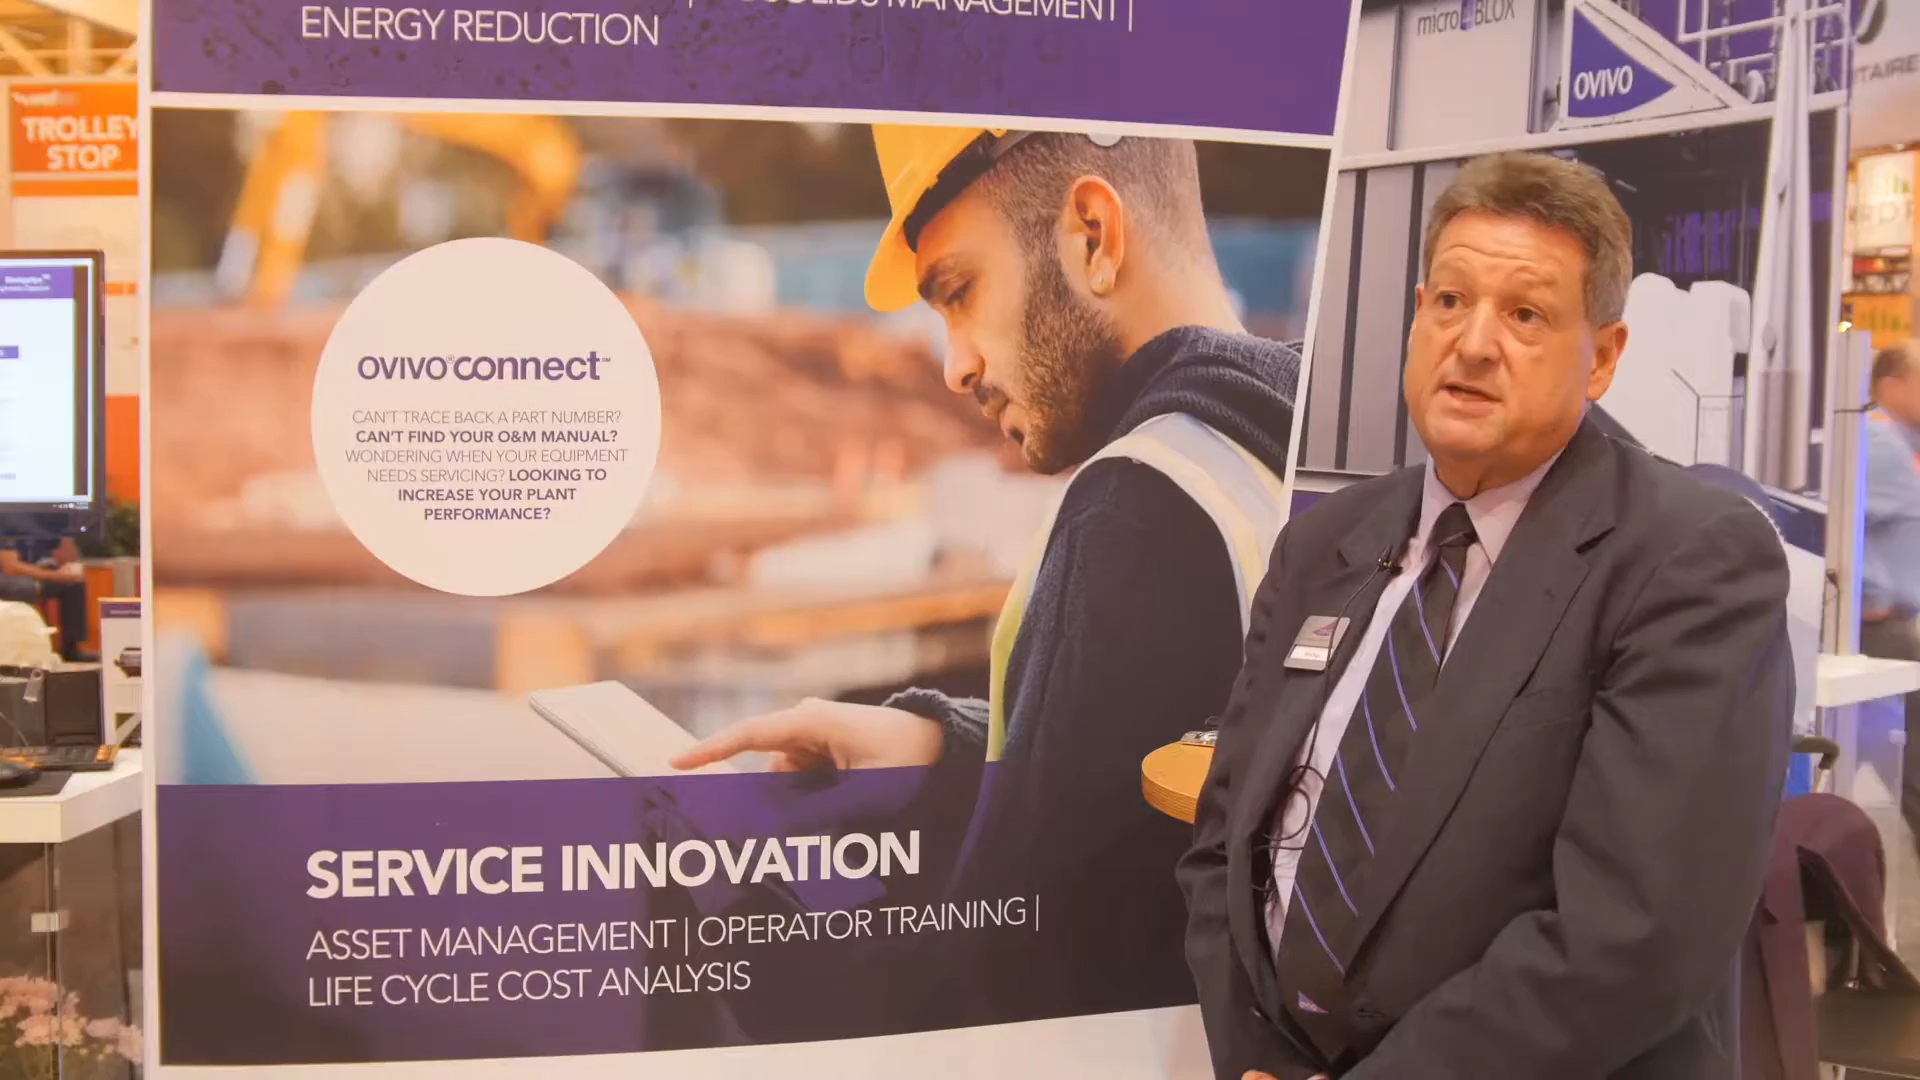 MANAGEMENT |
ENERGY REDUCTION
TROLLEY
STOP
ovivo® connect℠
CAN'T TRACE BACK A PART NUMBER?
CAN'T FIND YOUR O&M MANUAL?
WONDERING WHEN YOUR EQUIPMENT
NEEDS SERVICING? LOOKING TO
INCREASE YOUR PLANT
PERFORMANCE?
SERVICE INNOVATION
ASSET MANAGEMENT | OPERATOR TRAINING |
LIFE CYCLE COST ANALYSIS
microBLOX
OVIVO